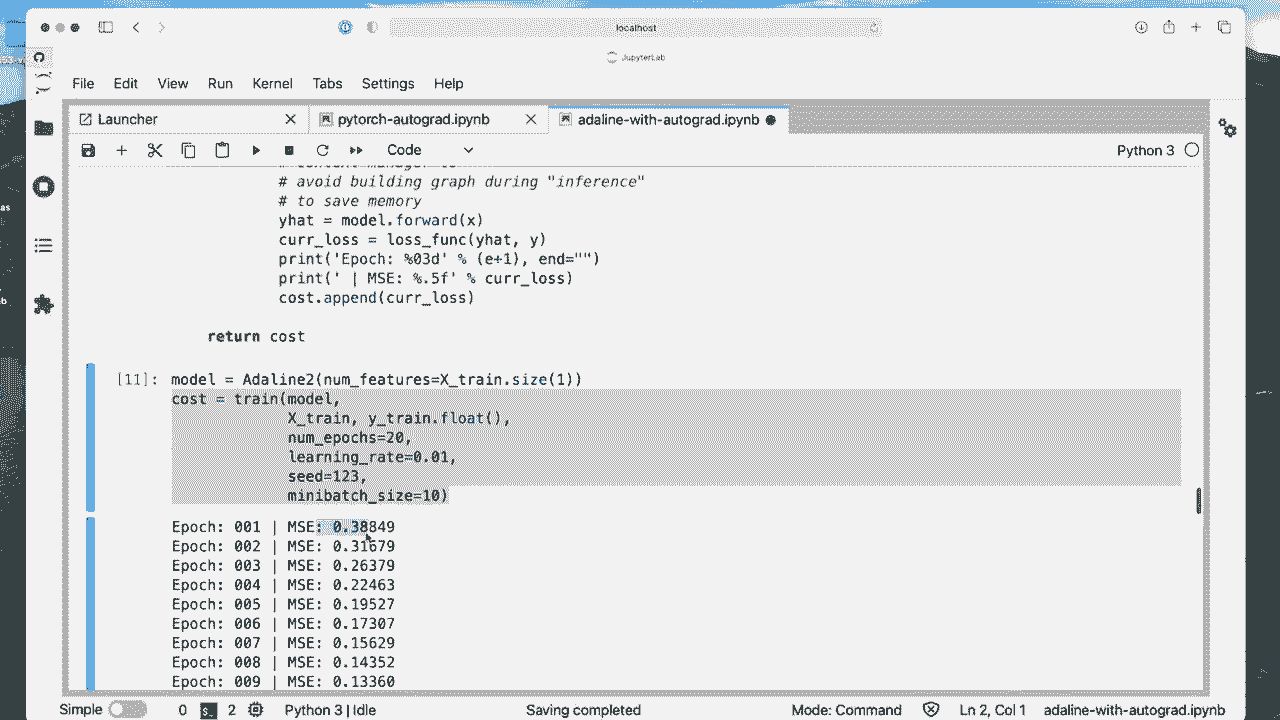 localhost
JupyterLab
File Edit View Run Kernel Tabs Settings Help
Launcher pytorch-autograd.ipynb adaline-with-autograd.ipynb
Code Python 3
# avoid building graph during "inference"
# to save memory
yhat = model.forward(x)
curr_loss = loss_func(yhat, y)
print('Epoch: %03d' % (e+1), end="")
print(' | MSE: %.5f' % curr_loss)
cost.append(curr_loss)
return cost
[11]: model = Adaline2(num_features=X_train.size(1))
cost = train(model,
X_train, y_train.float()
num_epochs=20,
learning_rate=0.01,
seed=123,
minibatch_size=10)
Epoch: 001 | MSE: 0.38849
Epoch: 002 | MSE: 0.31679
Epoch: 003 | MSE: 0.26379
Epoch: 004 | MSE: 0.22463
Epoch: 005 | MSE: 0.19527
Epoch: 006 | MSE: 0.17307
Epoch: 007 | MSE: 0.15629
Epoch: 008 | MSE: 0.14352
Epoch: 009 | MSE: 0.13360
Simple 0 2 Python 3 | Idle Saving completed Mode: Command Ln 2, Col 1 adaline-with-autograd.ipynb